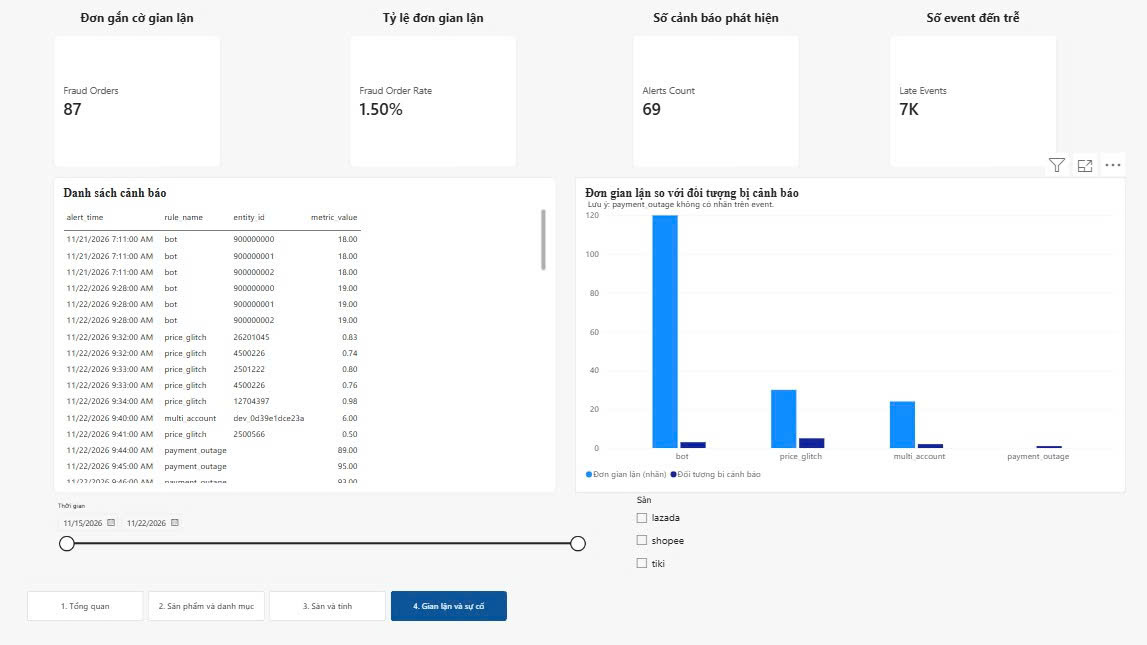 Đơn gắn cờ gian lận
Tỷ lệ đơn gian lận
Số cảnh báo phát hiện
Số event đến trễ
Fraud Orders
87
Fraud Order Rate
1.50%
Alerts Count
69
Late Events
7K
Danh sách cảnh báo
alert_time rule_name entity_id metric_value
11/21/2026 7:11:00 AM bot 900000000 18.00
11/21/2026 7:11:00 AM bot 900000001 18.00
11/21/2026 7:11:00 AM bot 900000002 18.00
11/22/2026 9:28:00 AM bot 900000000 19.00
11/22/2026 9:28:00 AM bot 900000001 19.00
11/22/2026 9:28:00 AM bot 900000002 19.00
11/22/2026 9:32:00 AM price_glitch 26201045 0.83
11/22/2026 9:32:00 AM price_glitch 4500226 0.74
11/22/2026 9:33:00 AM price_glitch 2501222 0.80
11/22/2026 9:33:00 AM price_glitch 4500226 0.76
11/22/2026 9:34:00 AM price_glitch 12704397 0.98
11/22/2026 9:40:00 AM multi_account dev_0d39e1dce23a 6.00
11/22/2026 9:41:00 AM price_glitch 2500566 0.50
11/22/2026 9:44:00 AM payment_outage 89.00
11/22/2026 9:45:00 AM payment_outage 95.00
11/22/2026 9:46:00 AM payment_outage 93.00
Đơn gian lận so với đối tượng bị cảnh báo
Lưu ý: payment_outage không có nhãn trên event.
120
100
80
60
40
20
0
bot
price_glitch
multi_account
payment_outage
Đơn gian lận (nhãn)
Đối tượng bị cảnh báo
Thời gian
11/15/2026
11/22/2026
Sàn
lazada
shopee
tiki
1. Tổng quan
2. Sản phẩm và danh mục
3. Sàn và tỉnh
4. Gian lận và sự cố